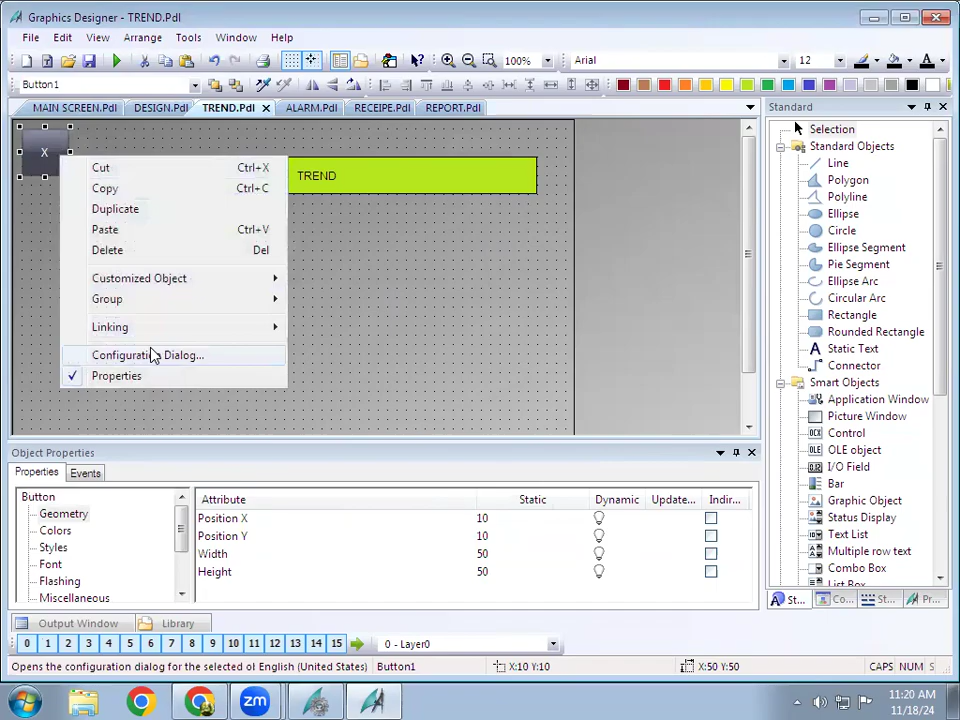 Graphics Designer - TREND.Pdl
File Edit View Arrange Tools Window Help
100% Arial 12
Button1
MAIN SCREEN.Pdl DESIGN.Pdl TREND.Pdl ALARM.Pdl RECEIPE.Pdl REPORT.Pdl
X
TREND
Cut Ctrl+X
Copy Ctrl+C
Duplicate
Paste Ctrl+V
Delete Del
Customized Object
Group
Linking
Configuration Dialog...
Properties
Standard
Selection
Standard Objects
Line
Polygon
Polyline
Ellipse
Circle
Ellipse Segment
Pie Segment
Ellipse Arc
Circular Arc
Rectangle
Rounded Rectangle
Static Text
Connector
Smart Objects
Application Window
Picture Window
Control
OLE object
I/O Field
Bar
Graphic Object
Status Display
Text List
Multiple row text
Combo Box
List Box
St... Co... St... Pr...
Object Properties
Properties Events
Button
Geometry
Colors
Styles
Font
Flashing
Miscellaneous
Attribute Static Dynamic Update... Indir...
Position X 10
Position Y 10
Width 50
Height 50
Output Window Library
0 1 2 3 4 5 6 7 8 9 10 11 12 13 14 15 0 - Layer0
Opens the configuration dialog for the selected ol English (United States) Button1 X:10 Y:10 X:50 Y:50 CAPS NUM S
zm
11:20 AM
11/18/24